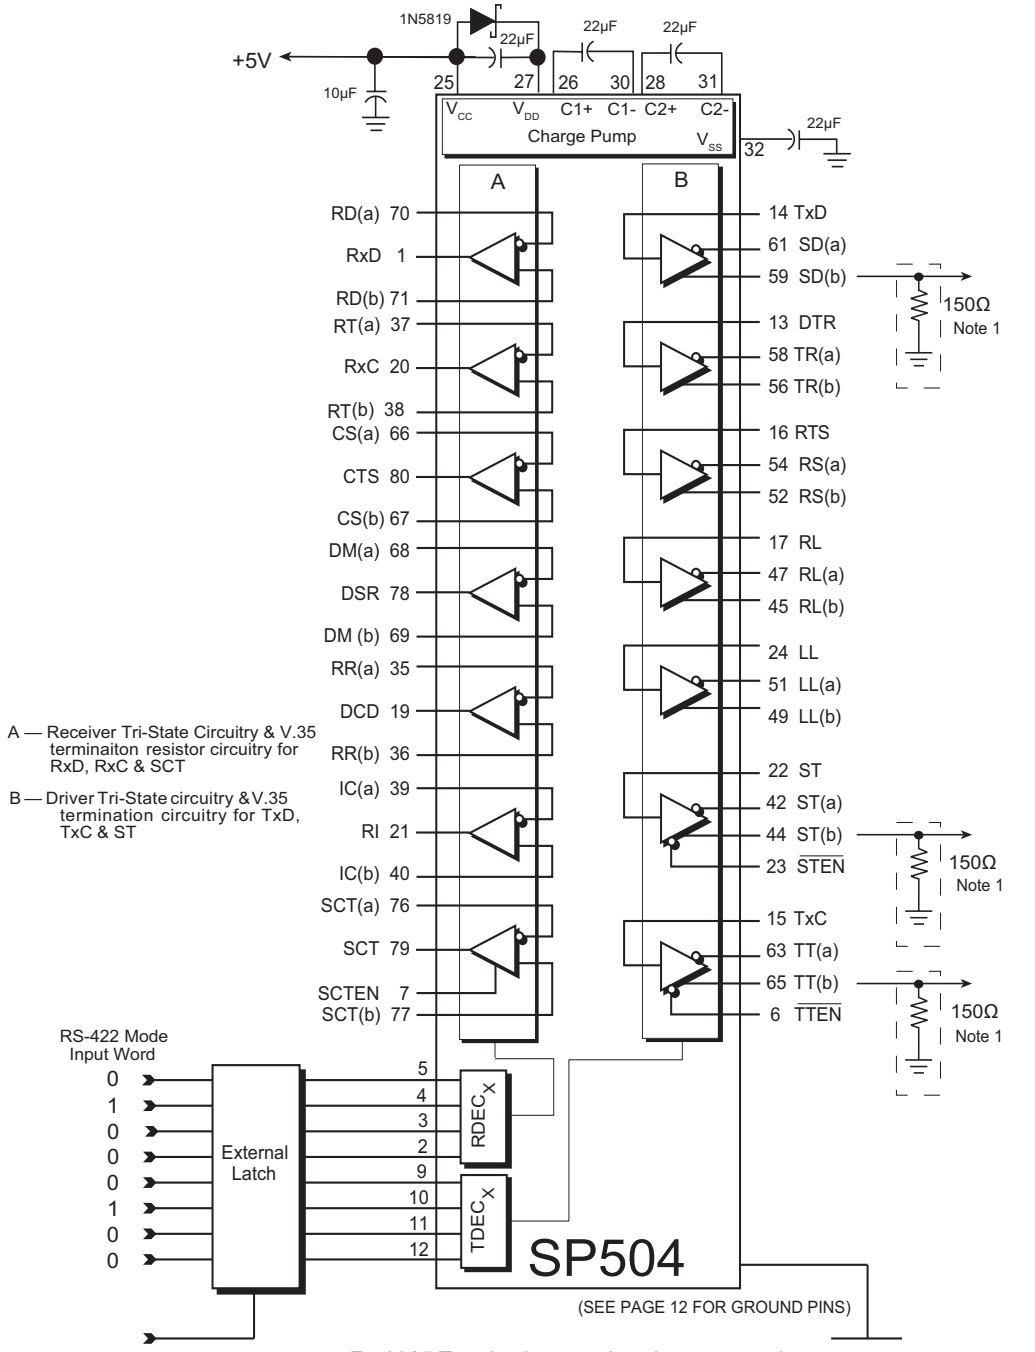 1N5819
22µF
22µF
22µF
+5V
10µF
25
27
26
30
28
31
V CC
V DD
C1+
C1-
C2+
C2-
Charge Pump
V SS
32
22µF
A
B
RD(a) 70
RxD 1
RD(b) 71
RT(a) 37
RxC 20
RT(b) 38
CS(a) 66
CTS 80
CS(b) 67
DM(a) 68
DSR 78
DM (b) 69
RR(a) 35
DCD 19
RR(b) 36
IC(a) 39
RI 21
IC(b) 40
SCT(a) 76
SCT 79
SCTEN 7
SCT(b) 77
14 TxD
61 SD(a)
59 SD(b)
150Ω
Note 1
13 DTR
58 TR(a)
56 TR(b)
16 RTS
54 RS(a)
52 RS(b)
17 RL
47 RL(a)
45 RL(b)
24 LL
51 LL(a)
49 LL(b)
22 ST
42 ST(a)
44 ST(b)
23 STEN
150Ω
Note 1
15 TxC
63 TT(a)
65 TT(b)
6 TTEN
150Ω
Note 1
A — Receiver Tri-State Circuitry & V.35
terminaiton resistor circuitry for
RxD, RxC & SCT
B — Driver Tri-State circuitry & V.35
termination circuitry for TxD,
TxC & ST
RS-422 Mode
Input Word
0
1
0
0
0
1
0
0
External
Latch
5
4
3
2
9
10
11
12
RDEC X
TDEC X
SP504
(SEE PAGE 12 FOR GROUND PINS)